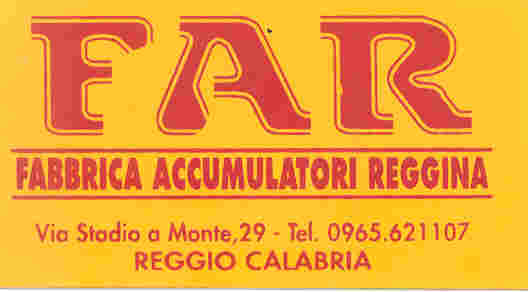 FAR
FABBRICA ACCUMULATORI REGGINA
Via Stadio a Monte,29 - Tel. 0965.621107
REGGIO CALABRIA